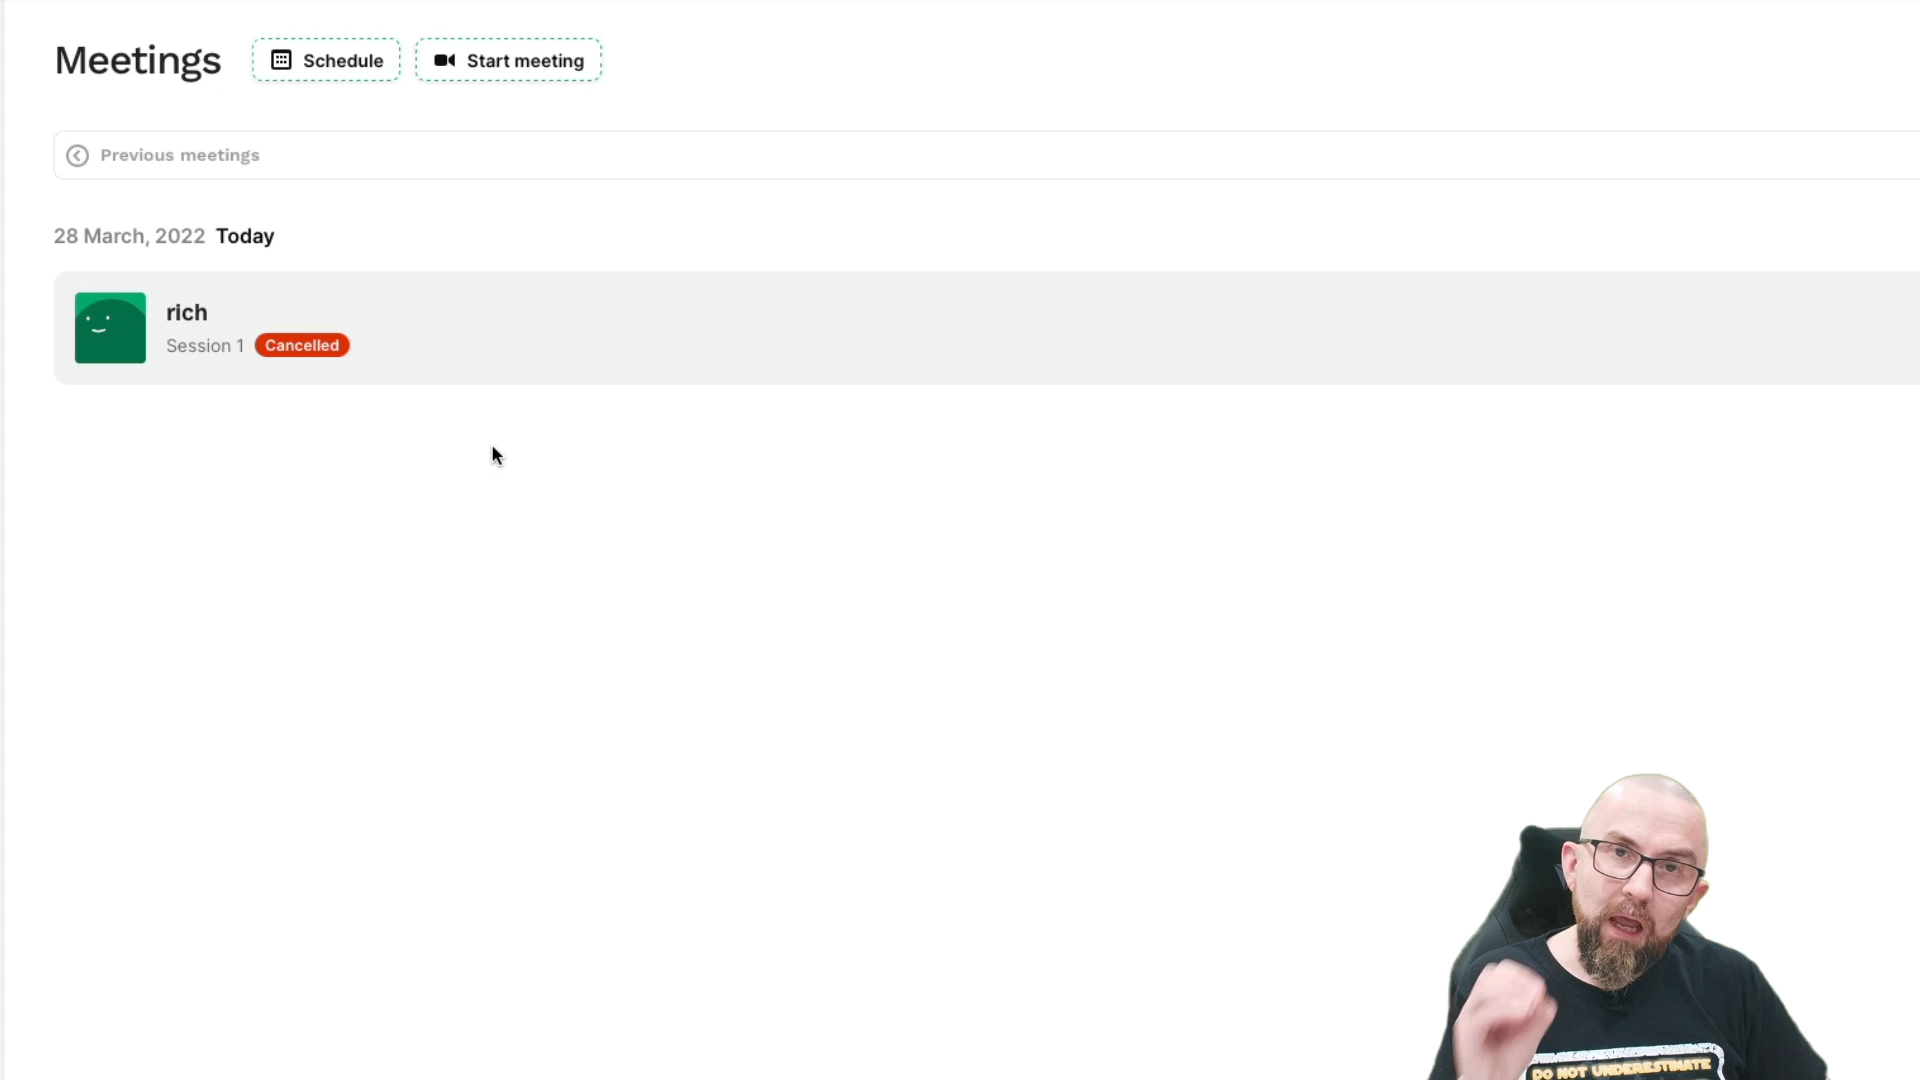 Meetings
Schedule
Start meeting
Previous meetings
28 March, 2022 Today
rich
Session 1 Cancelled
DO NOT UNDERESTIMATE